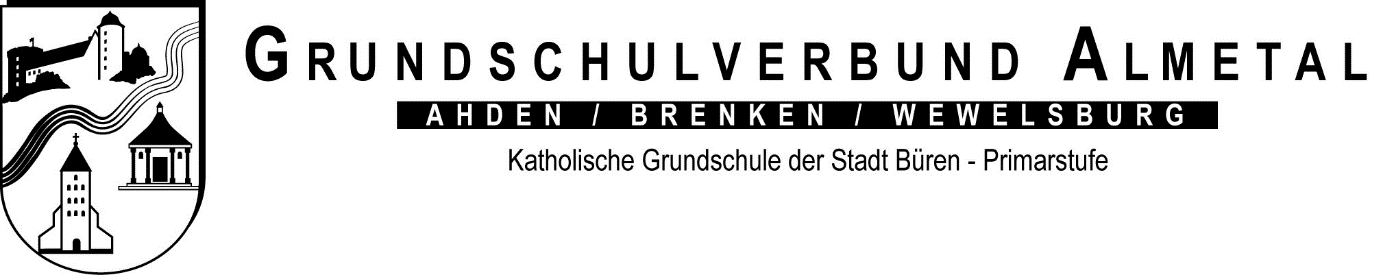 GRUNDSCHULVERBUND ALMETAL
AHDEN / BRENKEN / WEWELSBURG
Katholische Grundschule der Stadt Büren - Primarstufe